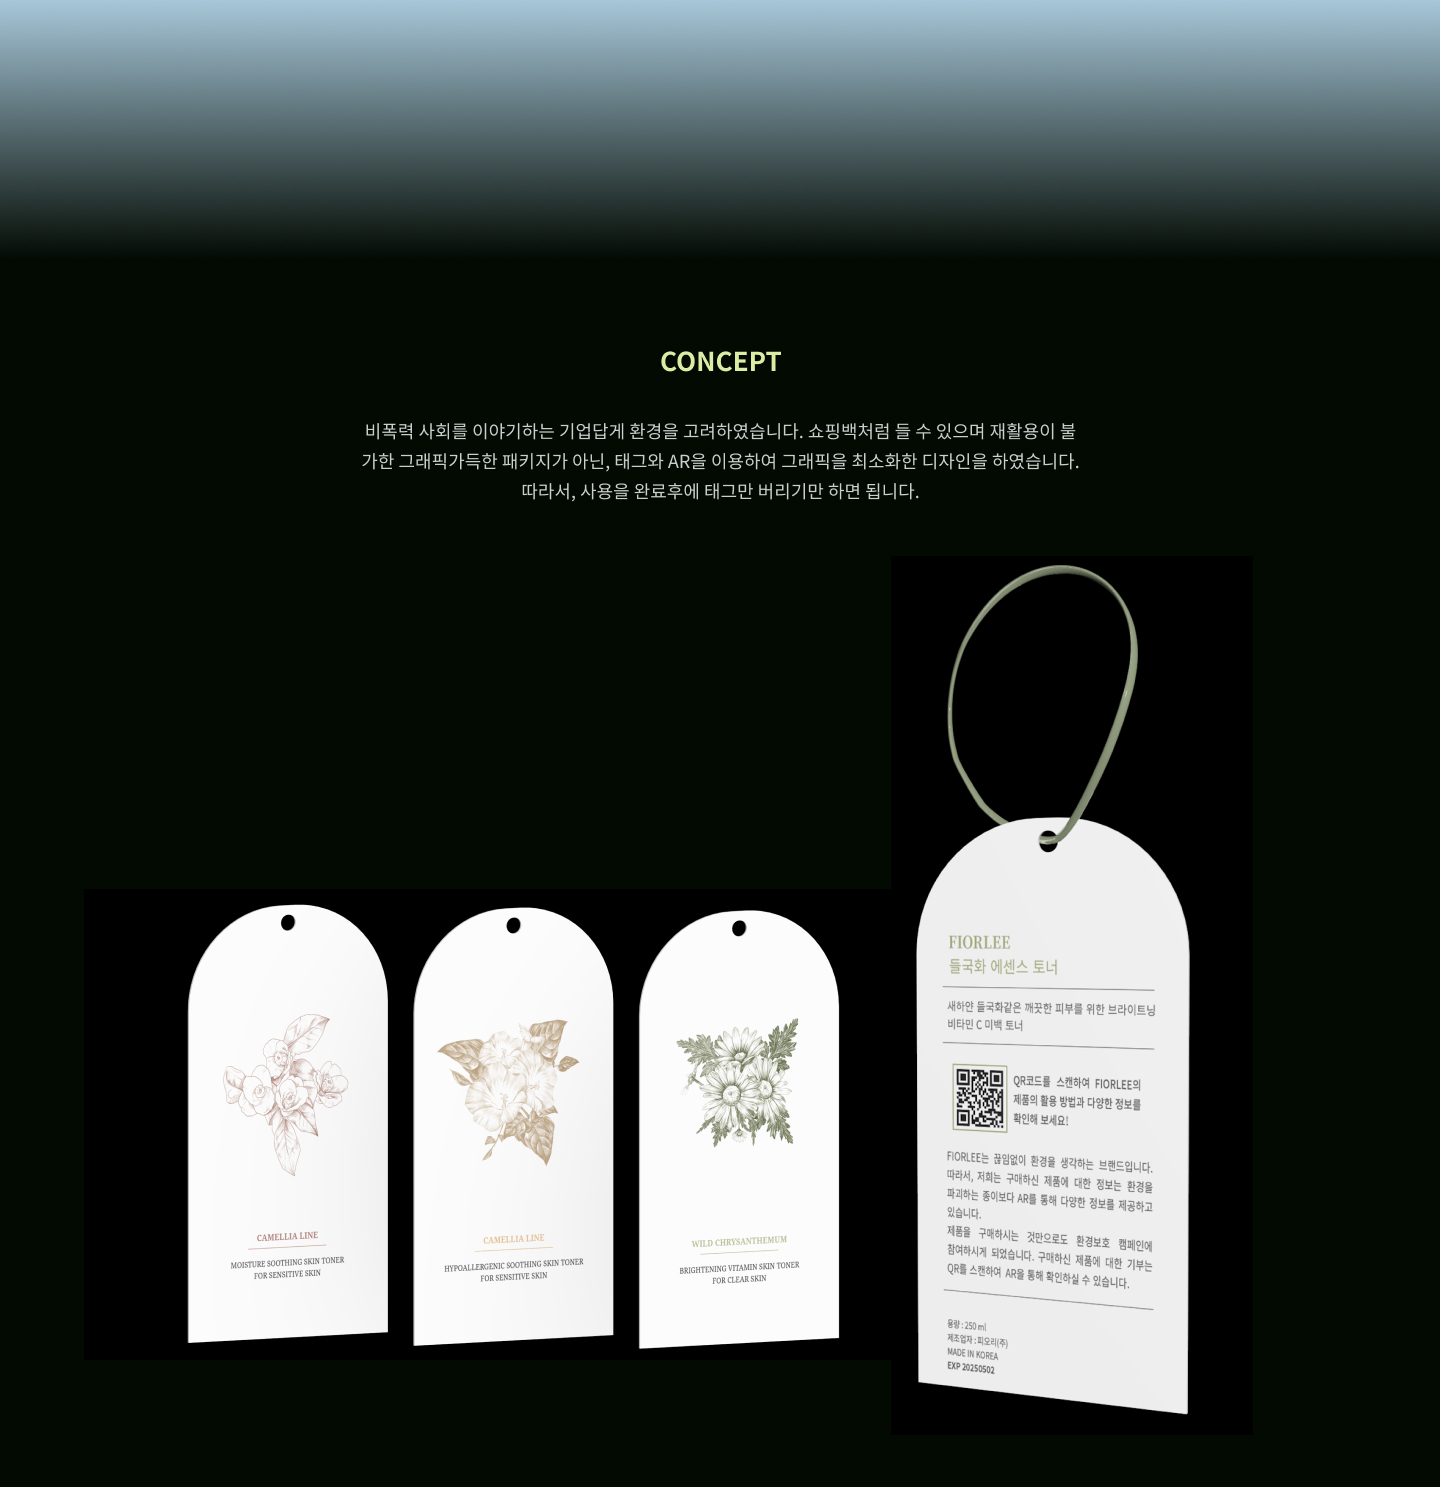 CONCEPT
비폭력 사회를 이야기하는 기업답게 환경을 고려하였습니다. 쇼핑백처럼 들 수 있으며 재활용이 불
가한 그래픽가득한 패키지가 아닌, 태그와 AR을 이용하여 그래픽을 최소화한 디자인을 하였습니다.
따라서, 사용을 완료후에 태그만 버리기만 하면 됩니다.
CAMELLIA LINE
MOISTURE SOOTHING SKIN TONER
FOR SENSITIVE SKIN
CAMELLIA LINE
HYPOALLERGENIC SOOTHING SKIN TONER
FOR SENSITIVE SKIN
WILD CHRYSANTHEMUM
BRIGHTENING VITAMIN SKIN TONER
FOR CLEAR SKIN
FIORLEE
들국화 에센스 토너
새하얀 들국화같은 깨끗한 피부를 위한 브라이트닝
비타민 C 미백 토너
QR코드를 스캔하여 FIORLEE의
제품의 활용 방법과 다양한 정보를
확인해 보세요!
FIORLEE는 끊임없이 환경을 생각하는 브랜드입니다.
따라서, 저희는 구매하신 제품에 대한 정보는 환경을
파괴하는 종이보다 AR를 통해 다양한 정보를 제공하고
있습니다.
제품을 구매하시는 것만으로도 환경보호 캠페인에
참여하시게 되었습니다. 구매하신 제품에 대한 기부는
QR를 스캔하여 AR을 통해 확인하실 수 있습니다.
용량 : 250 ml
제조업자 : 피오리(주)
MADE IN KOREA
EXP 20250502